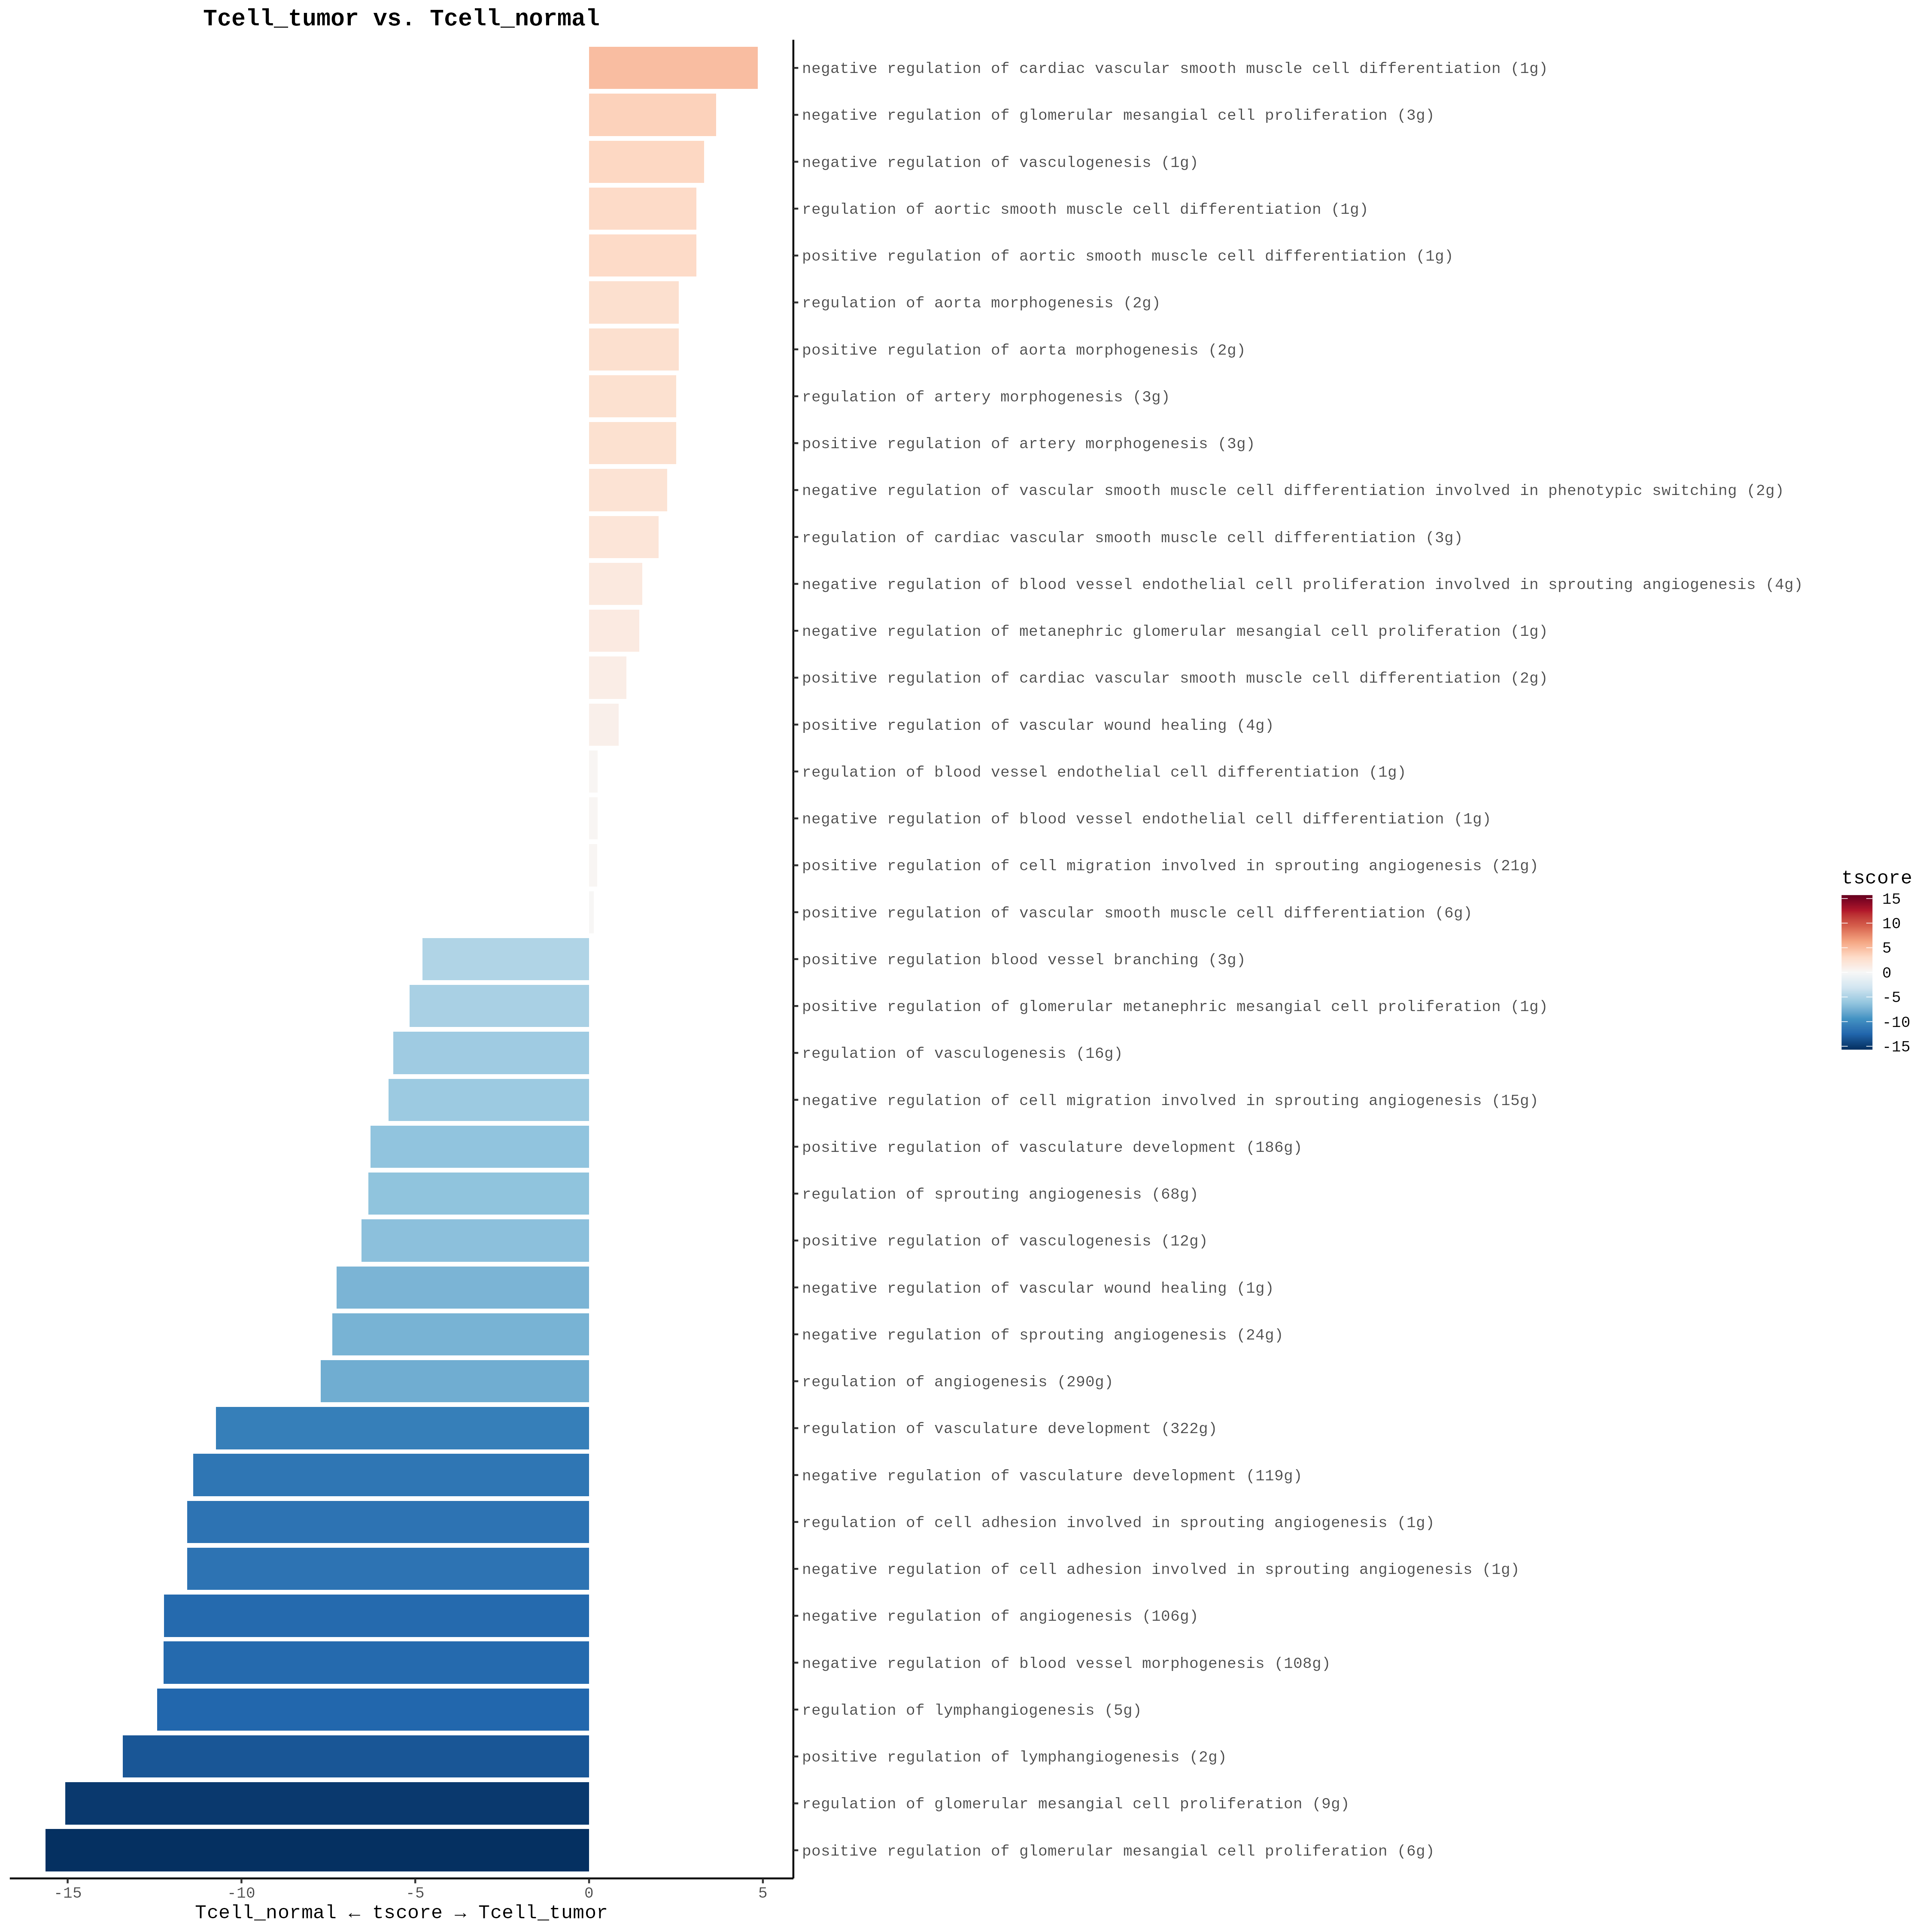 Tcell_tumor vs. Tcell_normal
negative regulation of cardiac vascular smooth muscle cell differentiation (1g)
negative regulation of glomerular mesangial cell proliferation (3g)
negative regulation of vasculogenesis (1g)
regulation of aortic smooth muscle cell differentiation (1g)
positive regulation of aortic smooth muscle cell differentiation (1g)
regulation of aorta morphogenesis (2g)
positive regulation of aorta morphogenesis (2g)
regulation of artery morphogenesis (3g)
positive regulation of artery morphogenesis (3g)
negative regulation of vascular smooth muscle cell differentiation involved in phenotypic switching (2g)
regulation of cardiac vascular smooth muscle cell differentiation (3g)
negative regulation of blood vessel endothelial cell proliferation involved in sprouting angiogenesis (4g)
negative regulation of metanephric glomerular mesangial cell proliferation (1g)
positive regulation of cardiac vascular smooth muscle cell differentiation (2g)
positive regulation of vascular wound healing (4g)
regulation of blood vessel endothelial cell differentiation (1g)
negative regulation of blood vessel endothelial cell differentiation (1g)
positive regulation of cell migration involved in sprouting angiogenesis (21g)
positive regulation of vascular smooth muscle cell differentiation (6g)
positive regulation blood vessel branching (3g)
positive regulation of glomerular metanephric mesangial cell proliferation (1g)
regulation of vasculogenesis (16g)
negative regulation of cell migration involved in sprouting angiogenesis (15g)
positive regulation of vasculature development (186g)
regulation of sprouting angiogenesis (68g)
positive regulation of vasculogenesis (12g)
negative regulation of vascular wound healing (1g)
negative regulation of sprouting angiogenesis (24g)
regulation of angiogenesis (290g)
regulation of vasculature development (322g)
negative regulation of vasculature development (119g)
regulation of cell adhesion involved in sprouting angiogenesis (1g)
negative regulation of cell adhesion involved in sprouting angiogenesis (1g)
negative regulation of angiogenesis (106g)
negative regulation of blood vessel morphogenesis (108g)
regulation of lymphangiogenesis (5g)
positive regulation of lymphangiogenesis (2g)
regulation of glomerular mesangial cell proliferation (9g)
positive regulation of glomerular mesangial cell proliferation (6g)
-15 -10 -5 0 5
Tcell_normal ← tscore → Tcell_tumor
tscore
15
10
5
0
-5
-10
-15